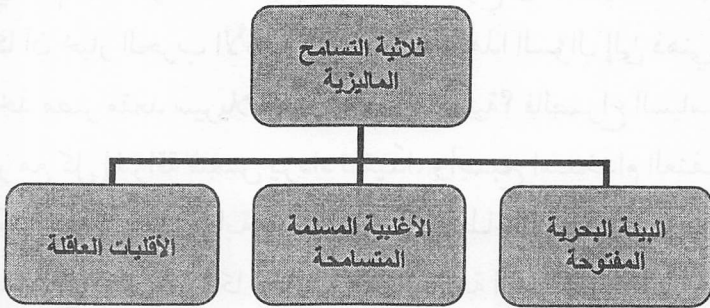 ثلاثية التسامح
الماليزية
البيئة البحرية
المفتوحة
الأغلبية المسلمة
المتسامحة
الأقليات العاقلة